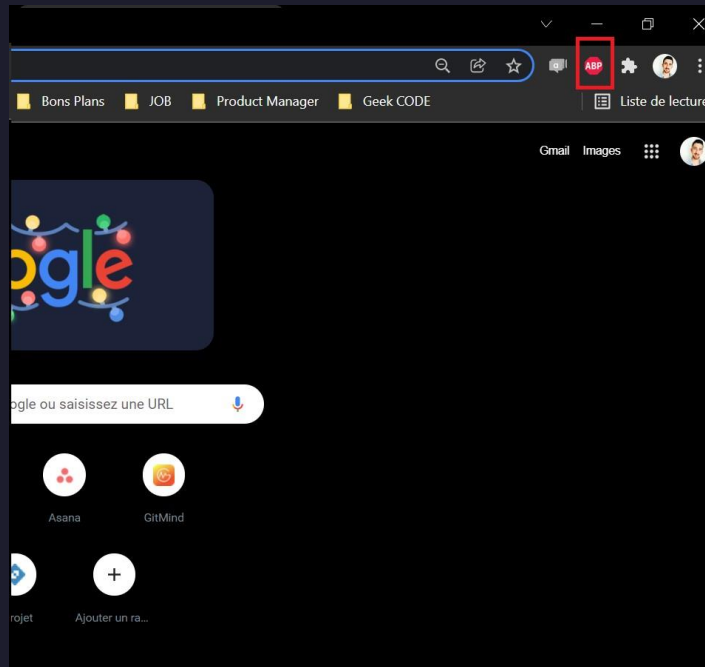 ABP
Bons Plans JOB Product Manager Geek CODE Liste de lecture
Gmail Images
ogle
ogle ou saisissez une URL
Asana GitMind
rojet Ajouter un ra...